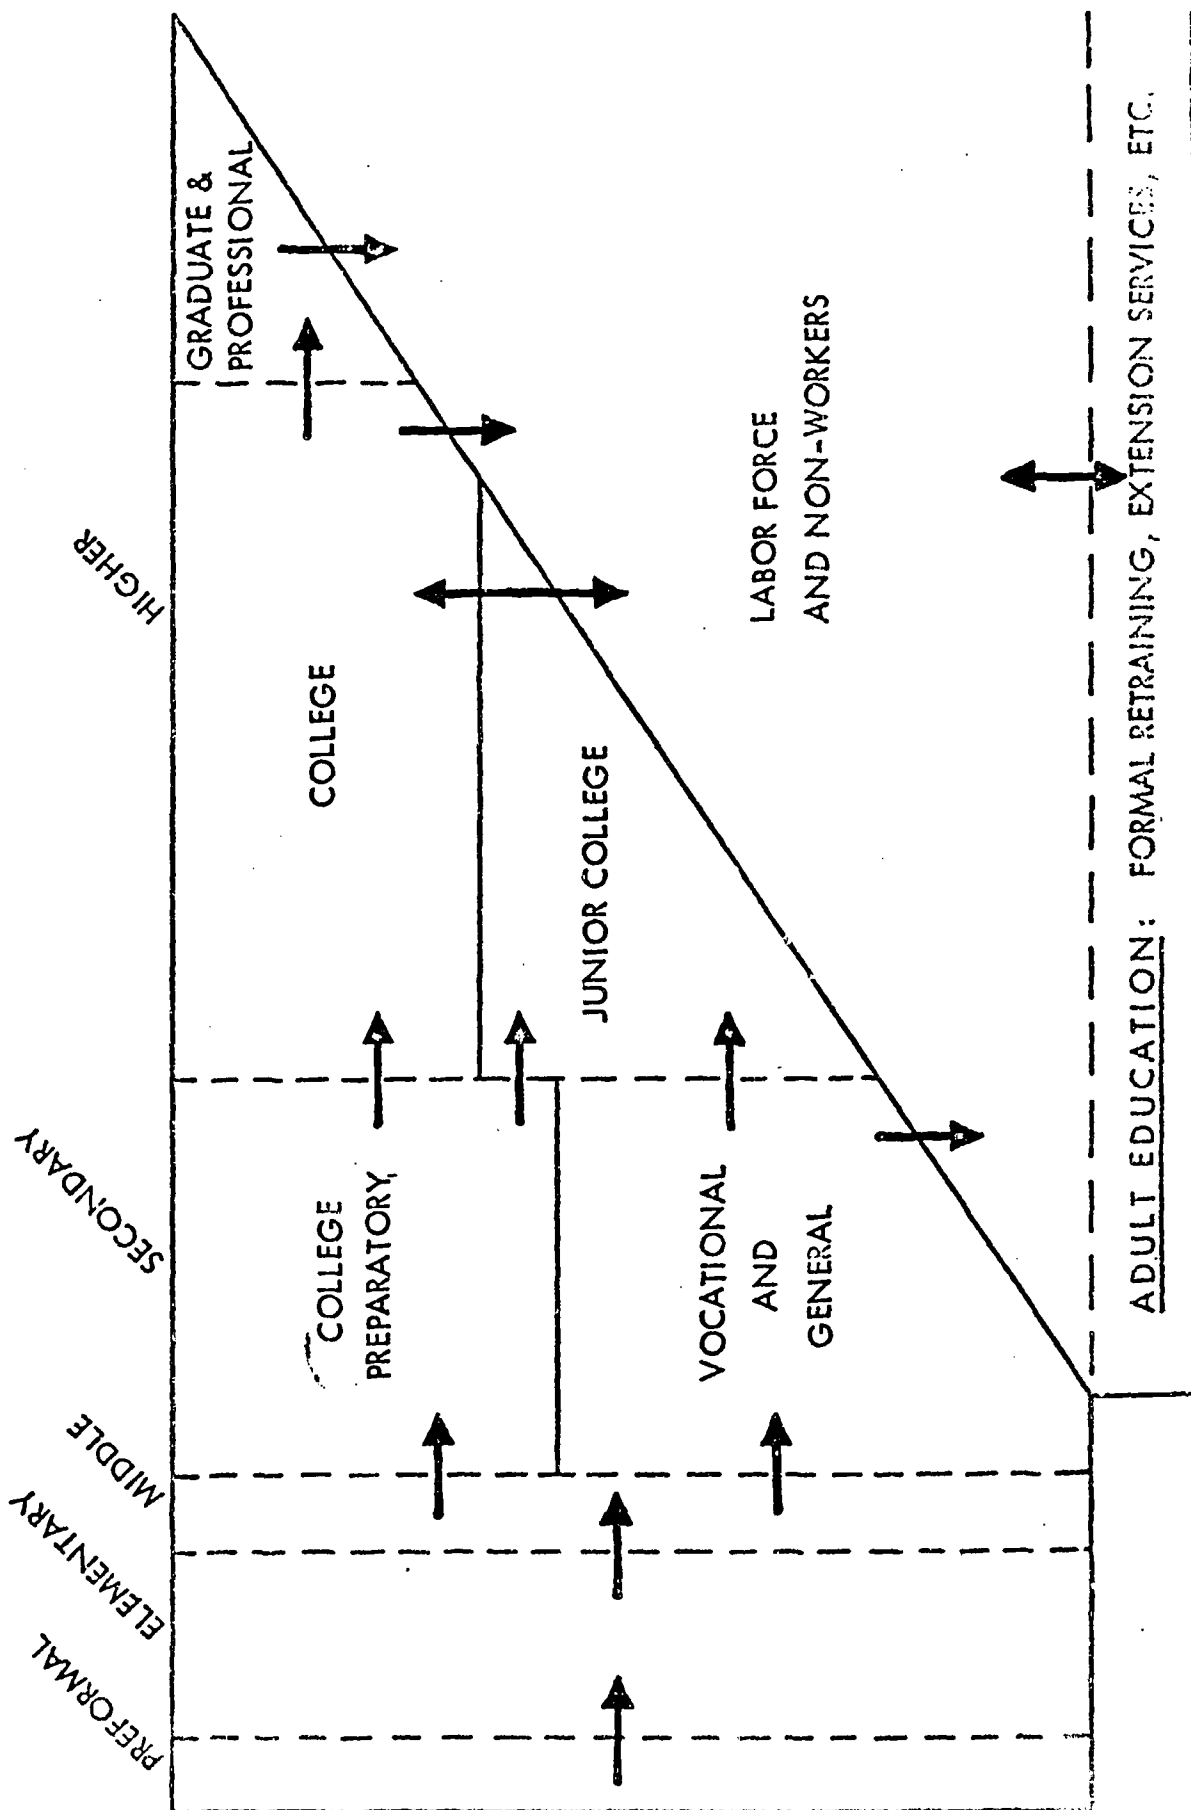 PREFORMAL
ELEMENTARY
MIDDLE
SECONDARY
HIGHER
COLLEGE
PREPARATORY,
VOCATIONAL
AND
GENERAL
COLLEGE
JUNIOR COLLEGE
GRADUATE &
PROFESSIONAL
LABOR FORCE
AND NON-WORKERS
ADULT EDUCATION: FORMAL RETRAINING, EXTENSION SERVICES, ETC.